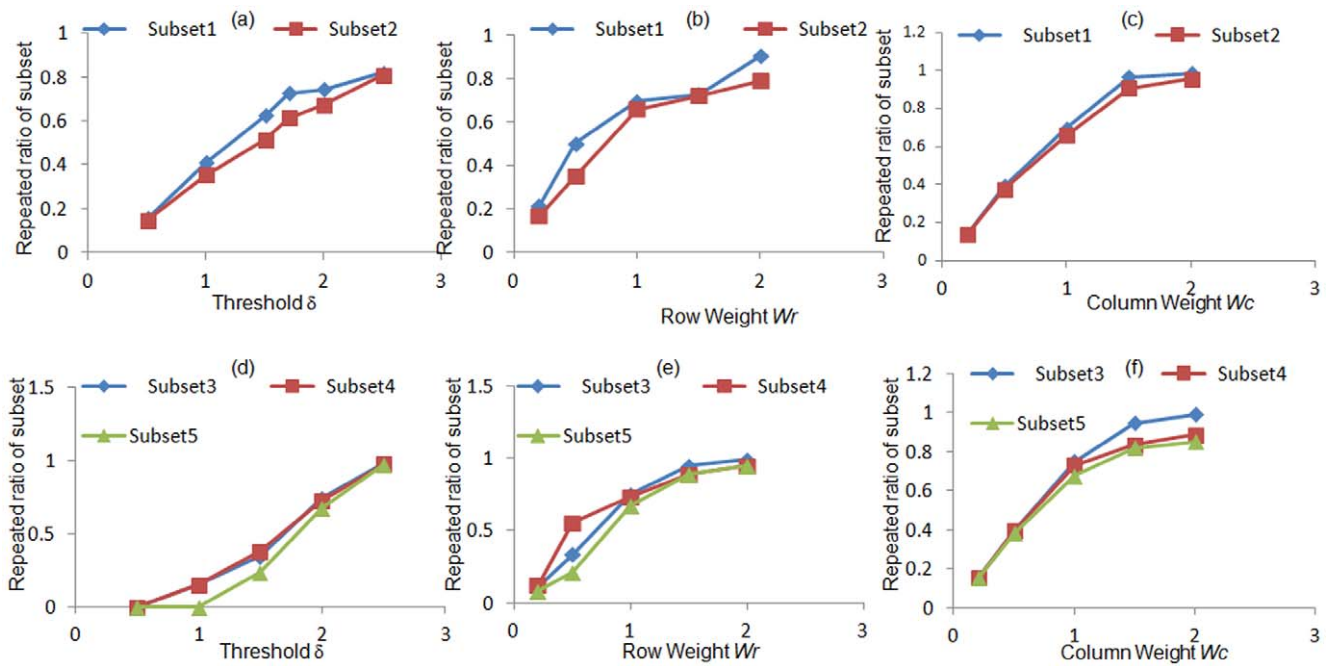 (a)
Subset1 Subset2
Repeated ratio of subset
1
0.8
0.6
0.4
0.2
0
0 1 2 3
Threshold δ
(b)
Subset1 Subset2
Repeated ratio of subset
1
0.8
0.6
0.4
0.2
0
0 1 2 3
Row Weight Wr
(c)
Subset1 Subset2
Repeated ratio of subset
1.2
1
0.8
0.6
0.4
0.2
0
0 1 2 3
Column Weight Wc
(d)
Subset3 Subset4
Subset5
Repeated ratio of subset
1.5
1
0.5
0
0 1 2 3
Threshold δ
(e)
Subset3 Subset4
Subset5
Repeated ratio of subset
1.5
1
0.5
0
0 1 2 3
Row Weight Wr
(f)
Subset3 Subset4
Subset5
Repeated ratio of subset
1.2
1
0.8
0.6
0.4
0.2
0
0 1 2 3
Column Weight Wc